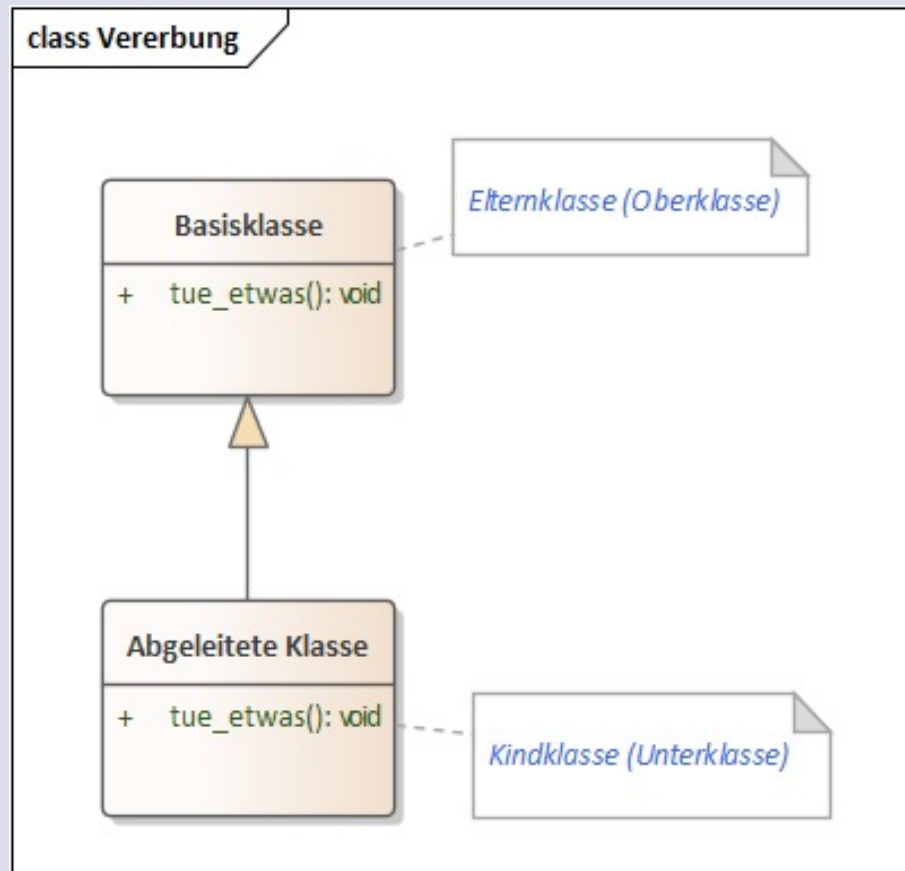 class Vererbung
Elternklasse (Oberklasse)
Basisklasse
+ tue_etwas(): void
Abgeleitete Klasse
+ tue_etwas(): void
Kindklasse (Unterklasse)